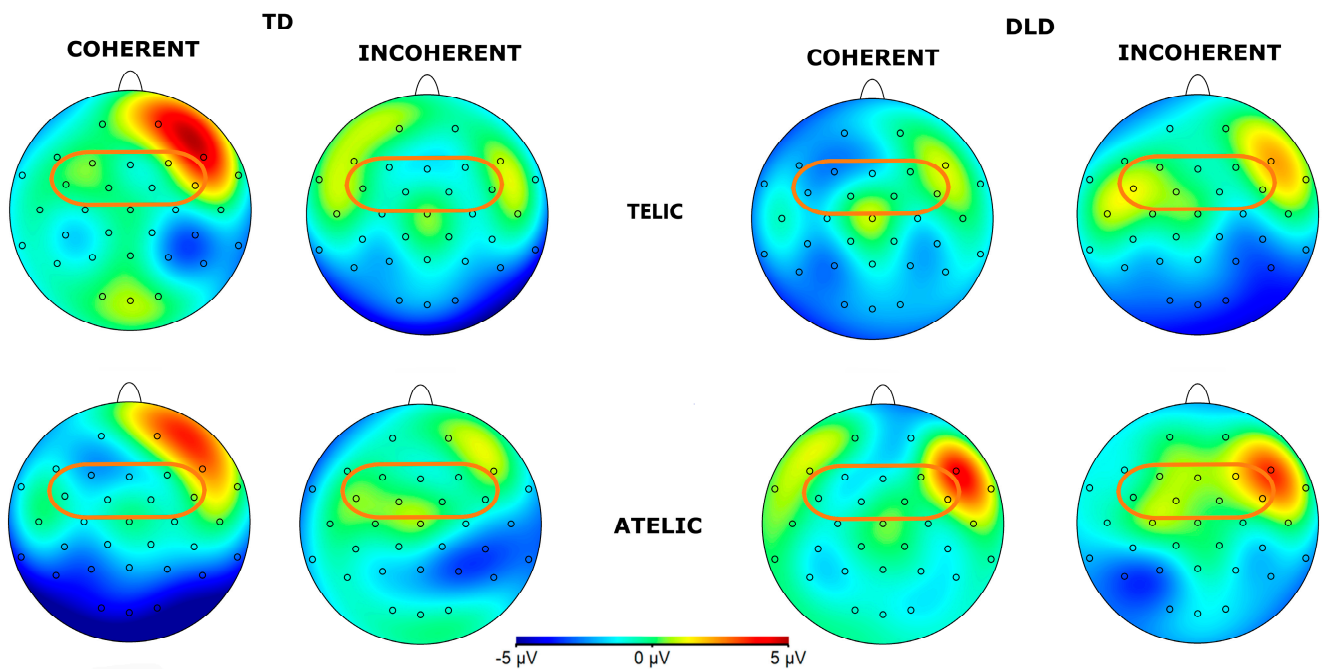 TD
DLD
COHERENT
INCOHERENT
COHERENT
INCOHERENT
TELIC
ATELIC
-5 µV
0 µV
5 µV